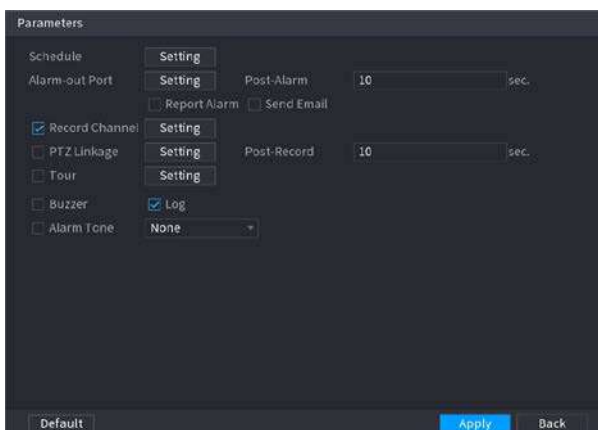 Parameters
Schedule Setting
Alarm-out Port Setting Post-Alarm 10 sec.
Report Alarm Send Email
Record Channel Setting
PTZ Linkage Setting Post-Record 10 sec.
Tour Setting
Buzzer Log
Alarm Tone None
Default Apply Back